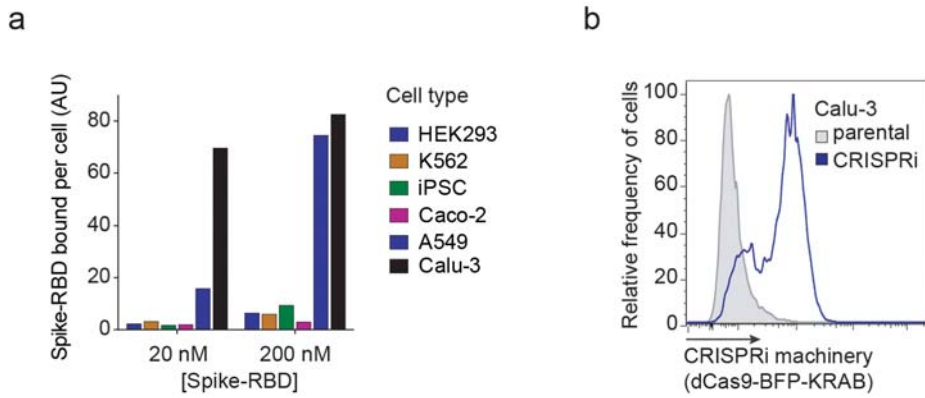 a
b
Spike-RBD bound per cell (AU)
80
60
40
20
0
20 nM
200 nM
[Spike-RBD]
Cell type
HEK293
K562
iPSC
Caco-2
A549
Calu-3
Relative frequency of cells
100
80
60
40
20
0
Calu-3
parental
CRISPRi
CRISPRi machinery
(dCas9-BFP-KRAB)